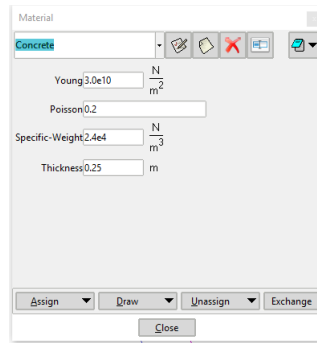 Material
Concrete
Young 3.0e10 N/m²
Poisson 0.2
Specific-Weight 2.4e4 N/m³
Thickness 0.25 m
Assign Draw Unassign Exchange
Close